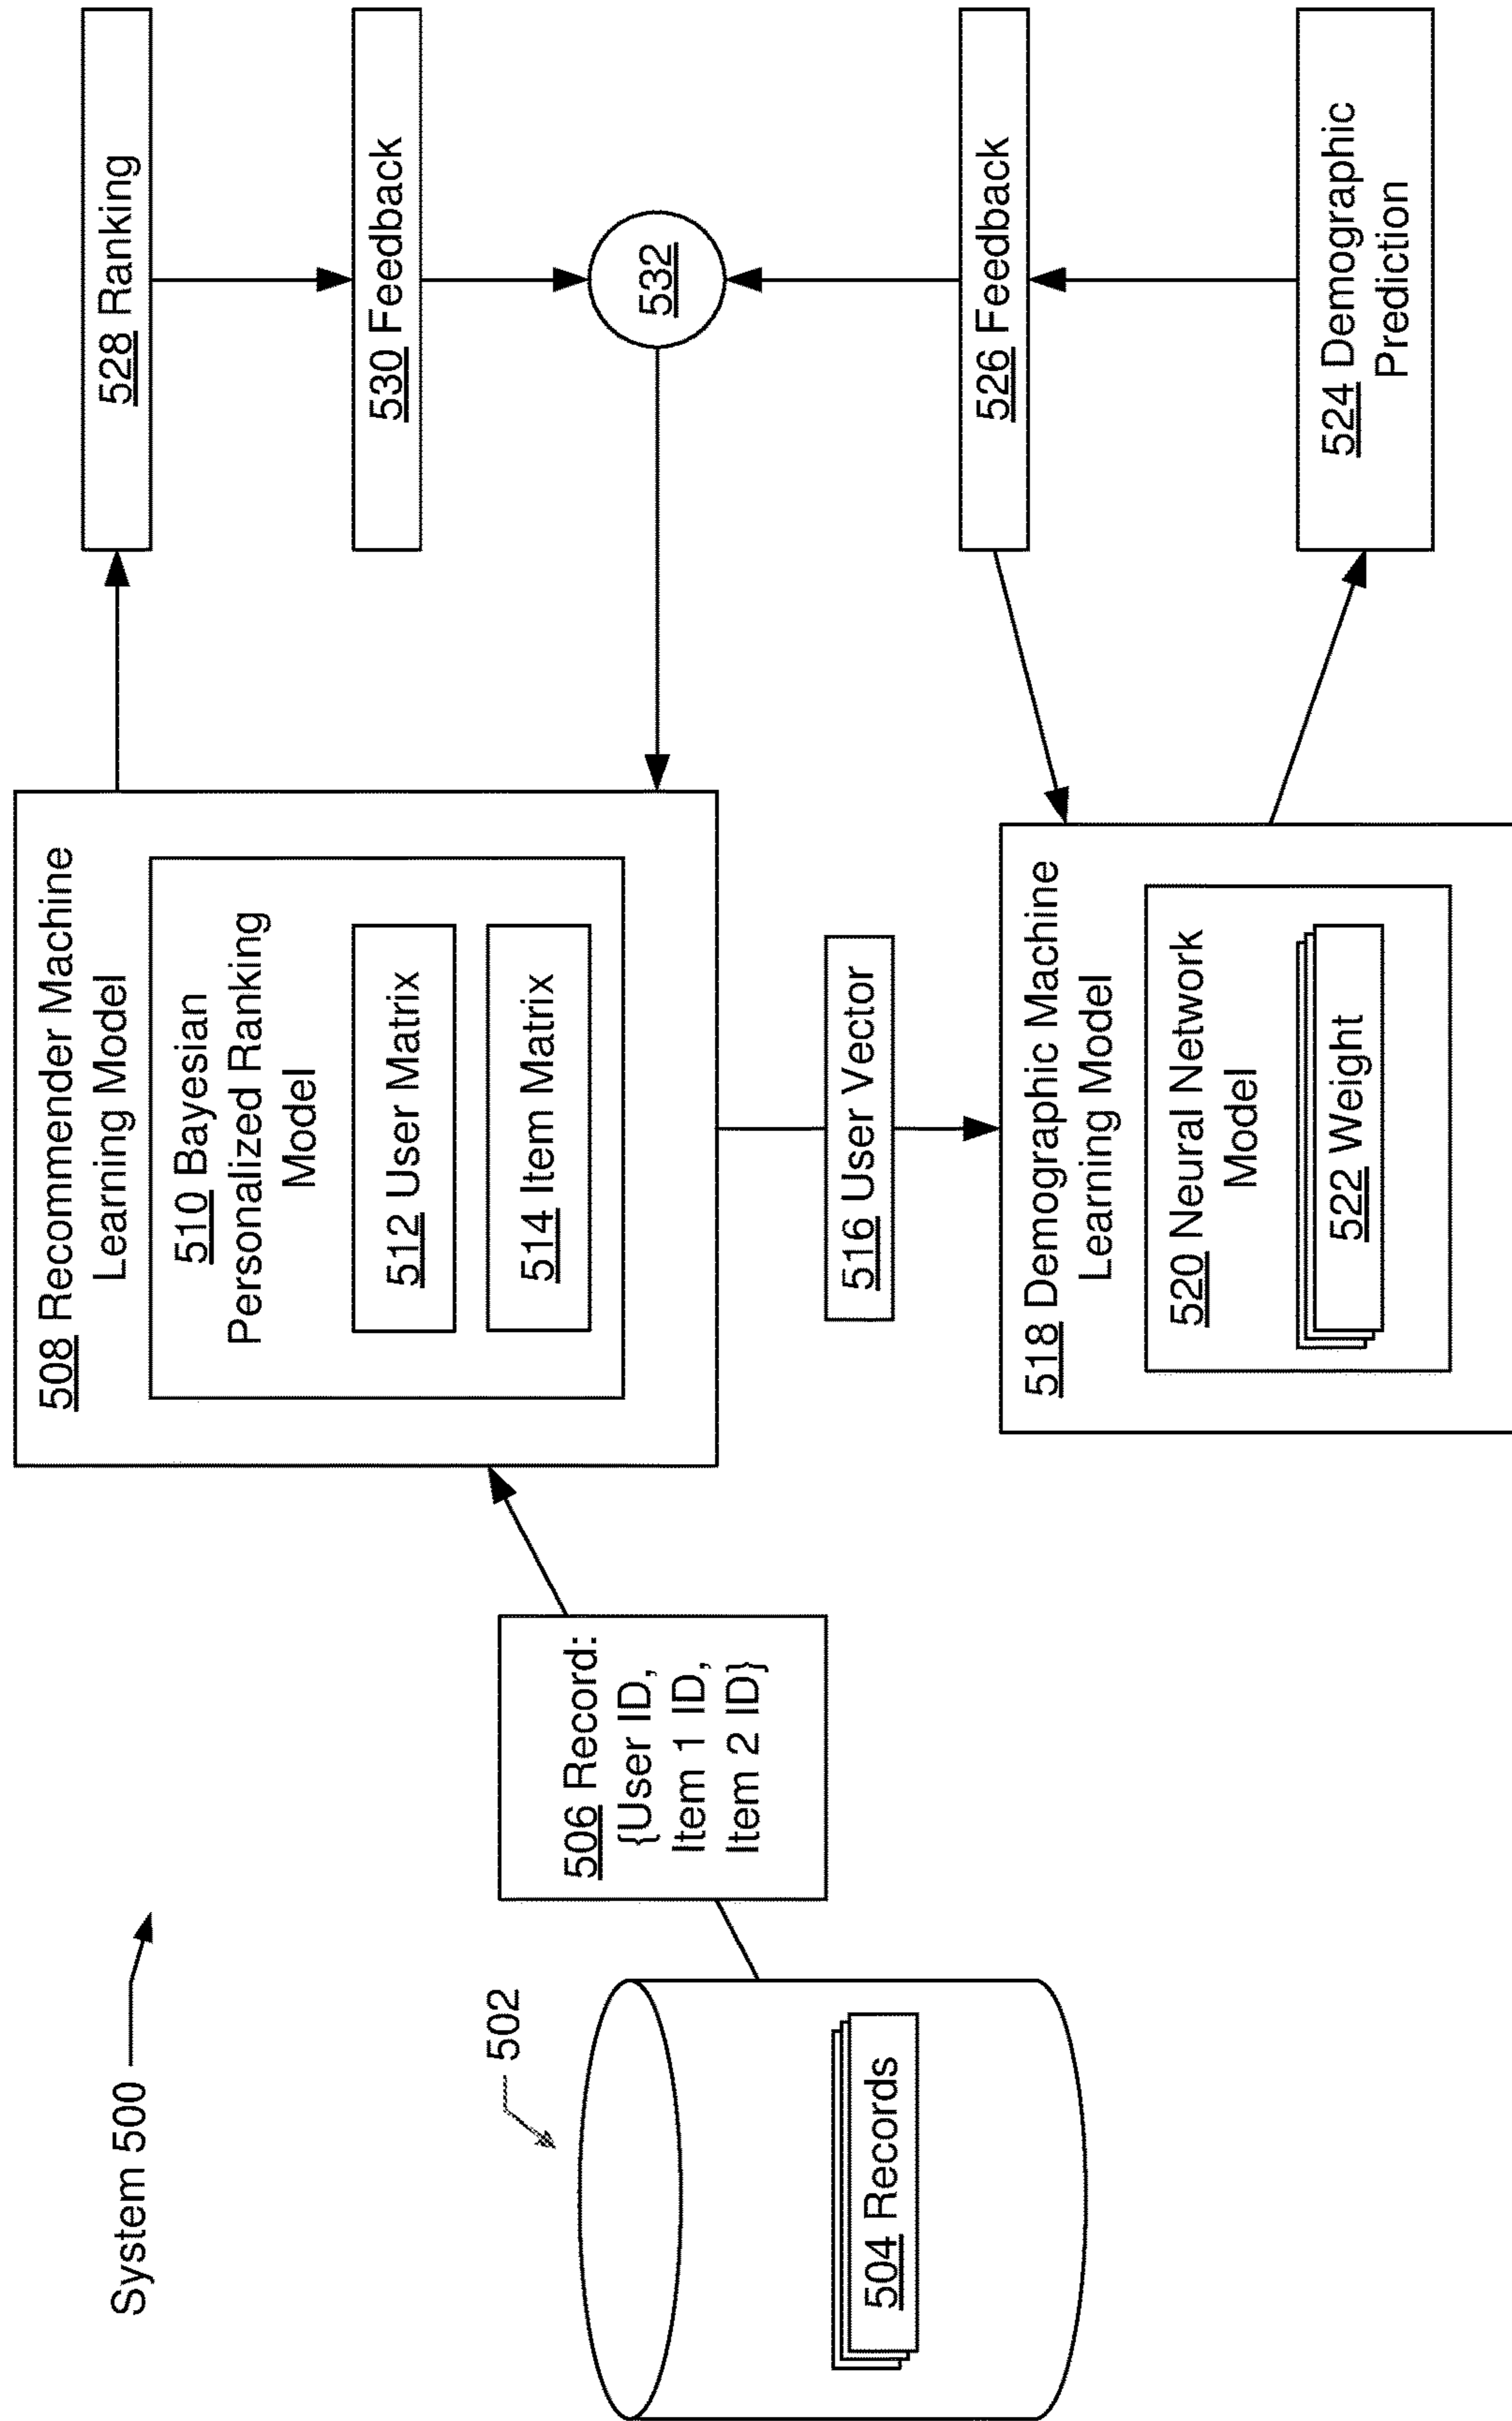 System 500
502
504 Records
506 Record:
{User ID,
Item 1 ID,
Item 2 ID}
508 Recommender Machine
Learning Model
510 Bayesian
Personalized Ranking
Model
512 User Matrix
514 Item Matrix
516 User Vector
518 Demographic Machine
Learning Model
520 Neural Network
Model
522 Weight
528 Ranking
530 Feedback
532
526 Feedback
524 Demographic
Prediction